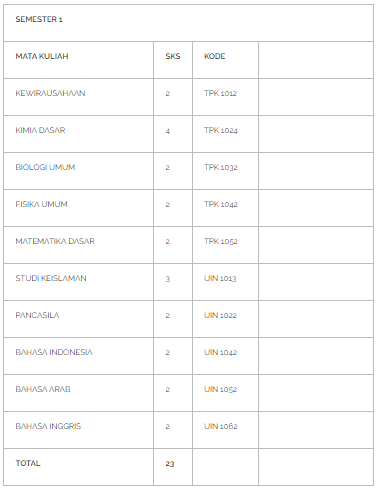 SEMESTER 1
MATA KULIAH SKS KODE
KEWIRAUSAHAAN 2 TPK 1012
KIMIA DASAR 4 TPK 1024
BIOLOGI UMUM 2 TPK 1032
FISIKA UMUM 2 TPK 1042
MATEMATIKA DASAR 2 TPK 1052
STUDI KEISLAMAN 3 UIN 1013
PANCASILA 2 UIN 1022
BAHASA INDONESIA 2 UIN 1042
BAHASA ARAB 2 UIN 1052
BAHASA INGGRIS 2 UIN 1062
TOTAL 23